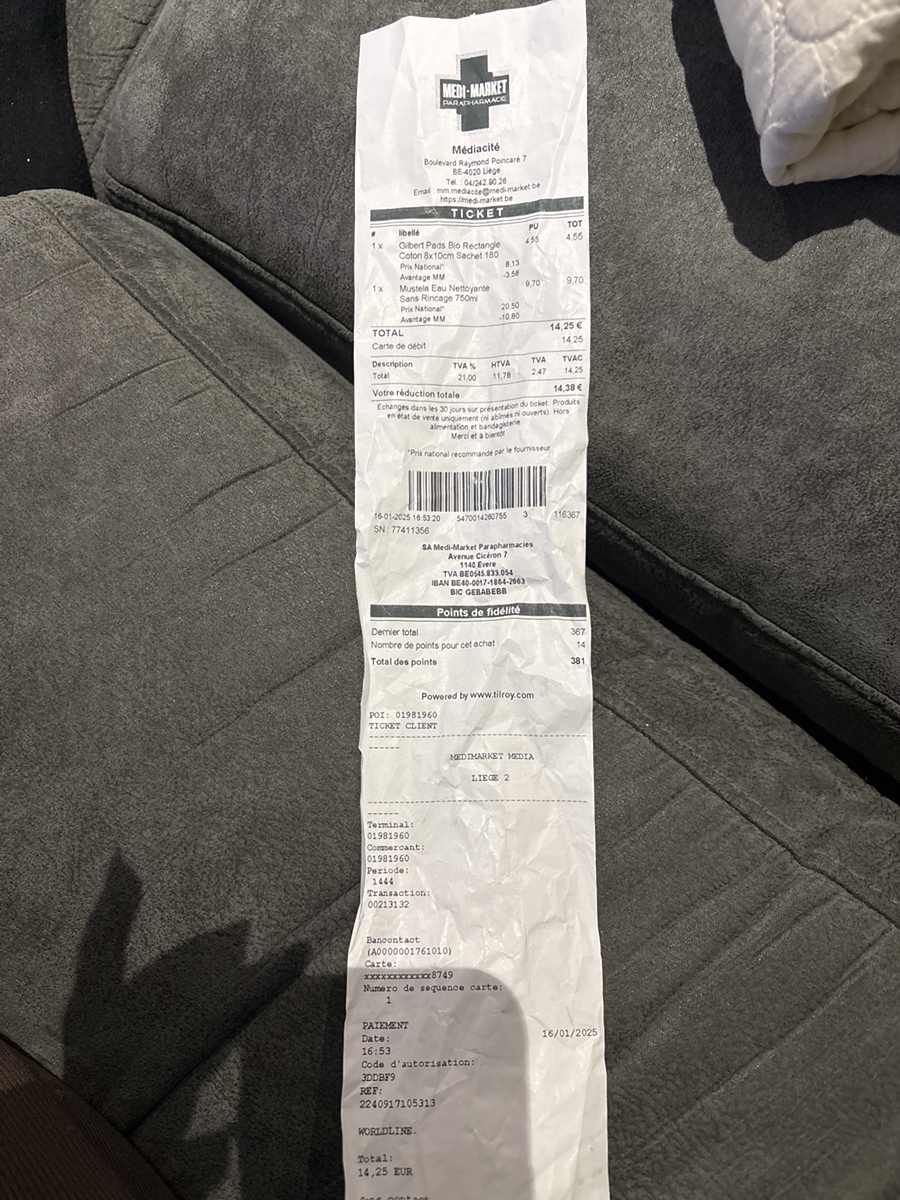 MEDI-MARKET
PARAPHARMACIE
Médiacité
Boulevard Raymond Poincaré 7
BE-4020 Liège
Tél. : 04/242.90.26
Email : mm.mediacite@medi-market.be
https://medi-market.be
TICKET
# libellé PU TOT
1 x Gilbert Pads Bio Rectangle 4,55 4,55
Coton 8x10cm Sachet 180
Prix National* 8,13
Avantage MM -3,58
1 x Mustela Eau Nettoyante 9,70 9,70
Sans Rincage 750ml
Prix National* 20,50
Avantage MM -10,80
TOTAL 14,25 €
Carte de débit 14,25
Description TVA % HTVA TVA TVAC
Total 21,00 11,78 2,47 14,25
Votre réduction totale 14,38 €
Echanges dans les 30 jours sur présentation du ticket. Produits
en état de vente uniquement (ni abîmés ni ouverts). Hors
alimentation et bandagisterie.
Merci et à bientôt
*Prix national recommandé par le fournisseur
16-01-2025 16:53:20 5470014260755 3 116367
SN : 77411356
SA Medi-Market Parapharmacies
Avenue Cicéron 7
1140 Evere
TVA BE0545.833.054
IBAN BE40-0017-1864-2663
BIC GEBABEBB
Points de fidélité
Dernier total 367
Nombre de points pour cet achat 14
Total des points 381
Powered by www.tilroy.com
POI: 01981960
TICKET CLIENT
MEDIMARKET MEDIA
LIEGE 2
Terminal:
01981960
Commercant:
01981960
Periode:
1444
Transaction:
00213132
Bancontact
(A0000001761010)
Carte:
xxxxxxxxxxxx8749
Numero de sequence carte:
1
PAIEMENT
Date: 16/01/2025
16:53
Code d'autorisation:
3DDBF9
REF:
2240917105313
WORLDLINE.
Total:
14,25 EUR
Sans contact